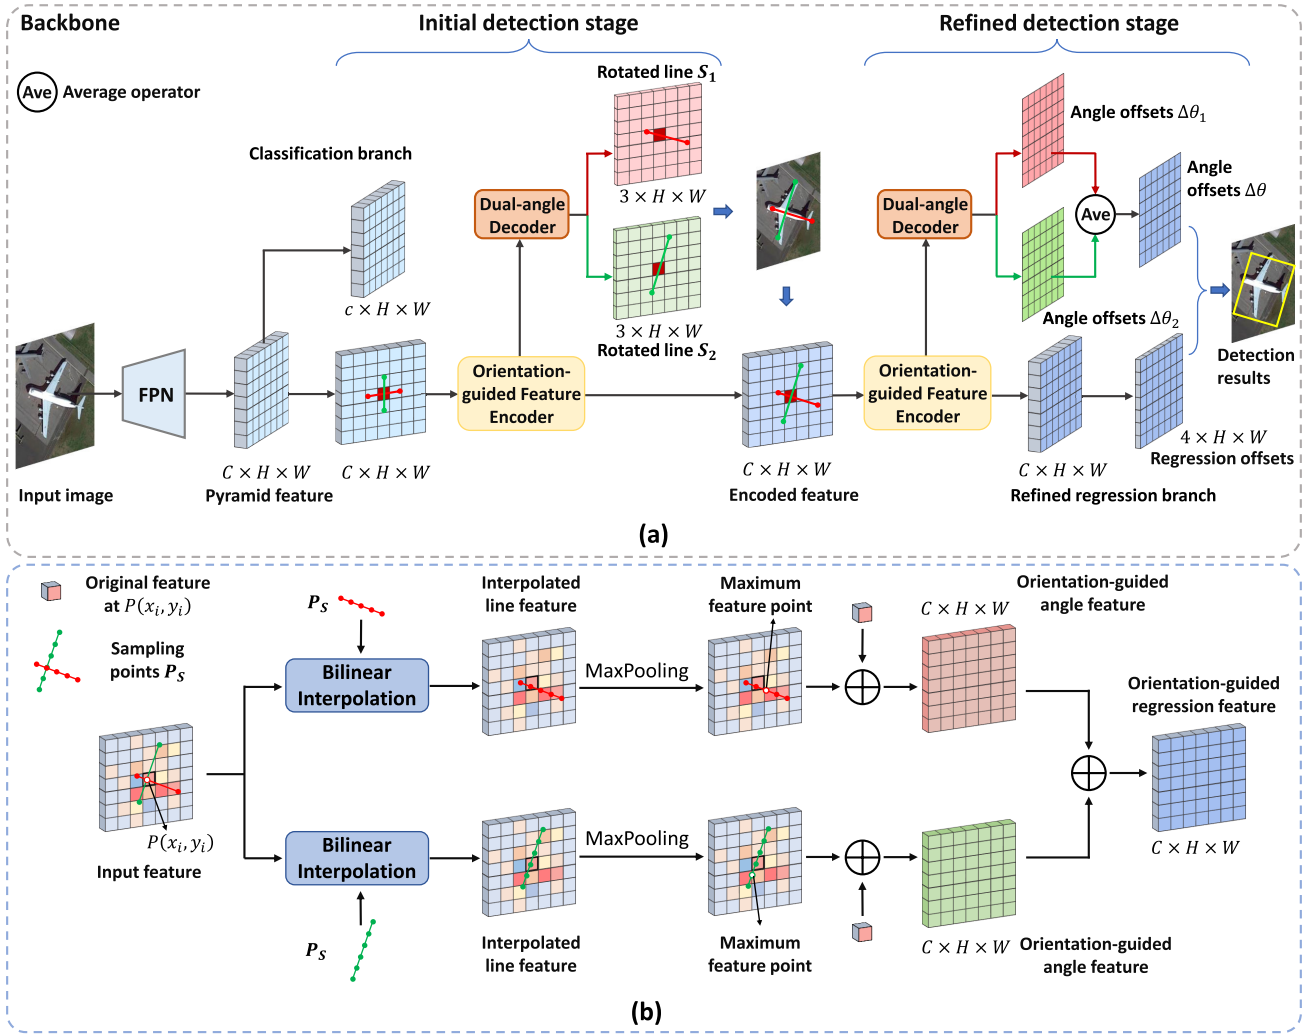 Backbone
Initial detection stage
Refined detection stage
Ave
Average operator
Rotated line S₁
Angle offsets Δθ₁
Classification branch
Dual-angle
Decoder
3 × H × W
Dual-angle
Decoder
Ave
Angle
offsets Δθ
c × H × W
3 × H × W
Rotated line S₂
Angle offsets Δθ₂
Detection
results
FPN
Orientation-
guided Feature
Encoder
Orientation-
guided Feature
Encoder
4 × H × W
Regression offsets
C × H × W
C × H × W
C × H × W
C × H × W
Input image
Pyramid feature
Encoded feature
Refined regression branch
(a)
Original feature
at P(xᵢ, yᵢ)
Sampling
points P_S
P_S
Interpolated
line feature
Maximum
feature point
Orientation-guided
angle feature
C × H × W
Bilinear
Interpolation
MaxPooling
Orientation-guided
regression feature
P(xᵢ, yᵢ)
Input feature
Bilinear
Interpolation
MaxPooling
C × H × W
P_S
Interpolated
line feature
Maximum
feature point
C × H × W
Orientation-guided
angle feature
(b)